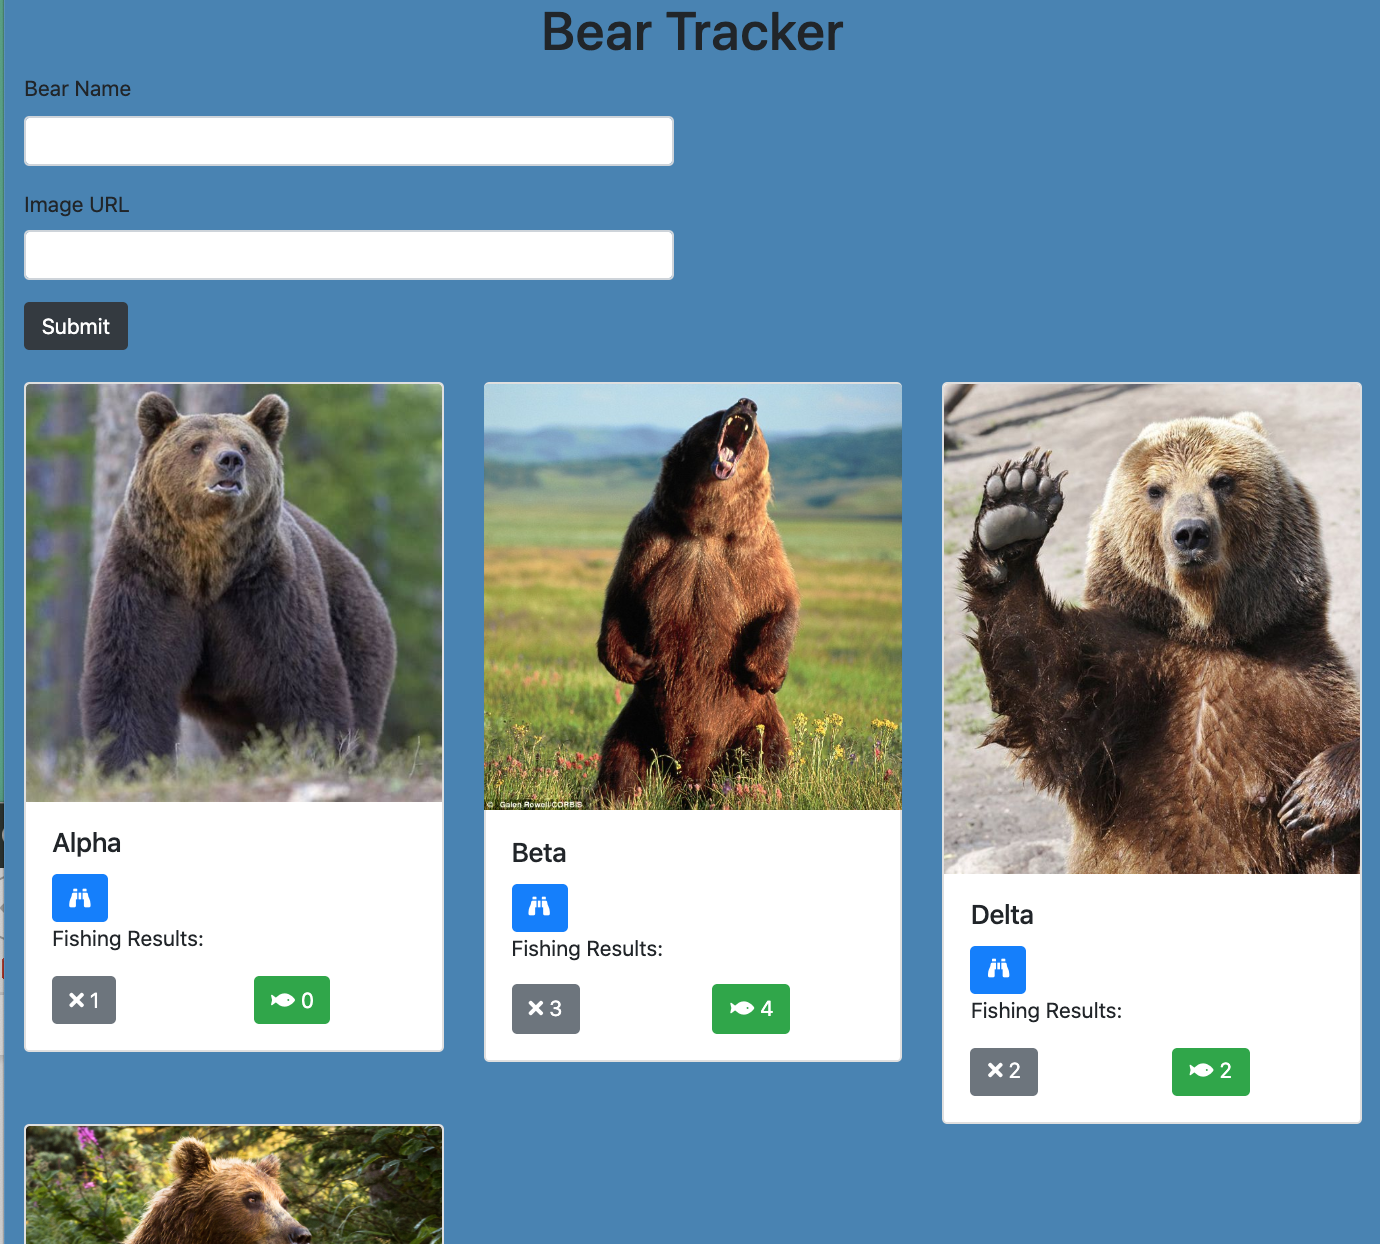 Bear Tracker
Bear Name
Image URL
Submit
© Galen Rowell/CORBIS
Alpha
Fishing Results:
1
0
Beta
Fishing Results:
3
4
Delta
Fishing Results:
2
2